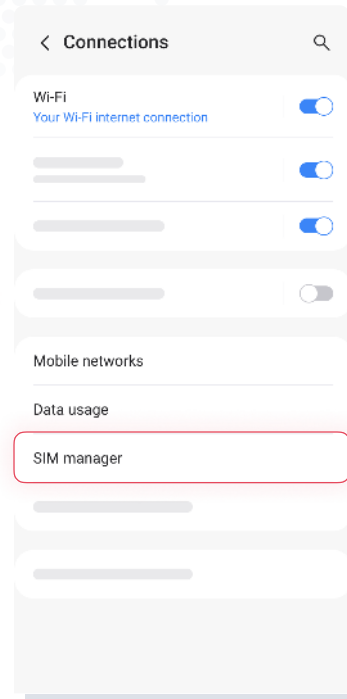 Connections
Wi-Fi
Your Wi-Fi internet connection
Mobile networks
Data usage
SIM manager